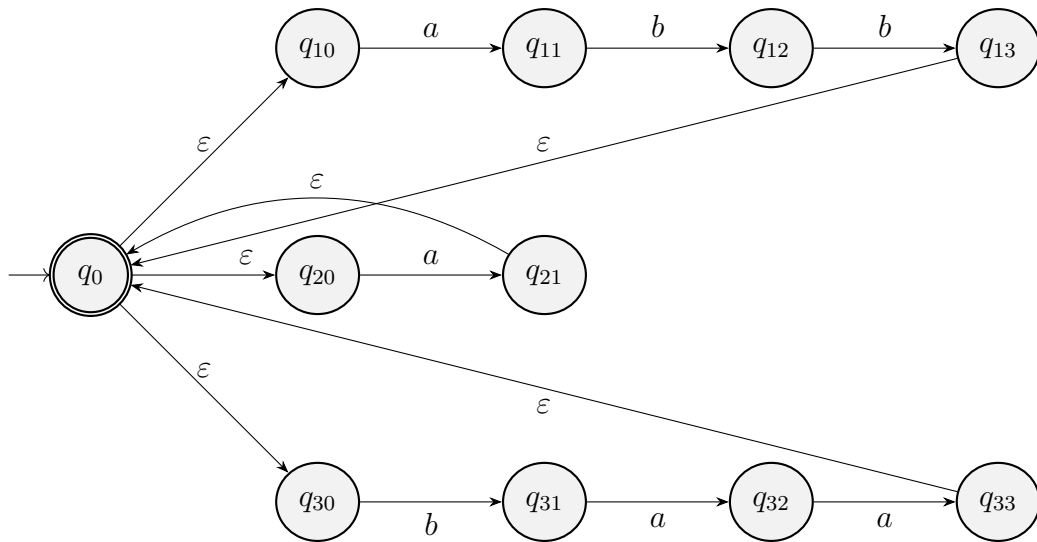 q₁₀ a q₁₁ b q₁₂ b q₁₃
ε ε
ε
q₀ ε q₂₀ a q₂₁
ε ε
q₃₀ b q₃₁ a q₃₂ a q₃₃